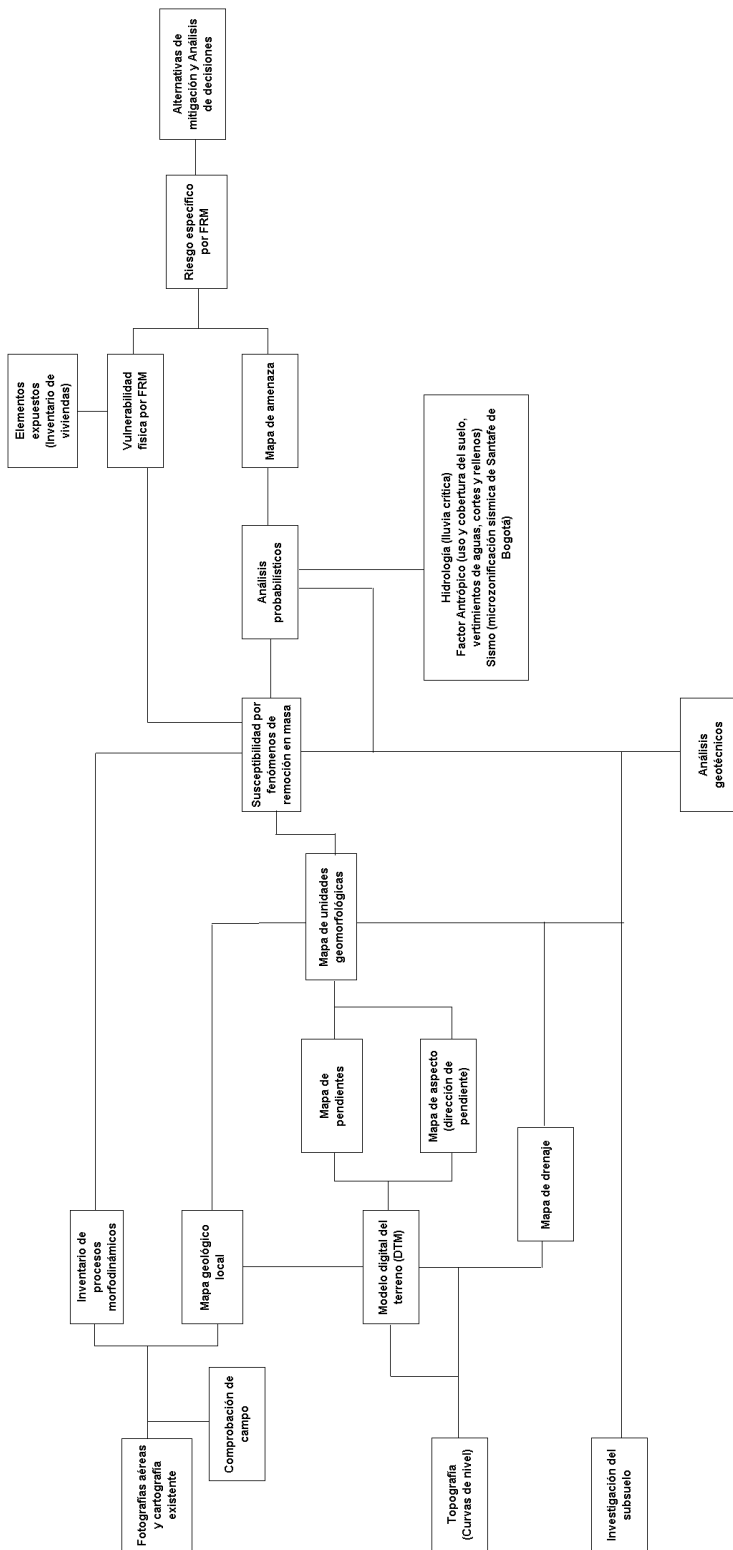 Fotografías aéreas
y cartografía
existente
Comprobación de
campo
Topografía
(Curvas de nivel)
Investigación del
subsuelo
Inventario de
procesos
morfodinámicos
Mapa geológico
local
Modelo digital del
terreno (DTM)
Mapa de drenaje
Mapa de
pendientes
Mapa de aspecto
(dirección de
pendiente)
Mapa de unidades
geomorfológicas
Susceptibilidad por
fenómenos de
remoción en masa
Análisis
geotécnicos
Análisis
probabilísticos
Hidrología (lluvia crítica)
Factor Antrópico (uso y cobertura del suelo,
vertimientos de aguas, cortes y rellenos)
Sismo (microzonificación sísmica de Santafe de
Bogotá)
Elementos
expuestos
(Inventario de
viviendas)
Vulnerabilidad
física por FRM
Mapa de amenaza
Riesgo específico
por FRM
Alternativas de
mitigación y Análisis
de decisiones